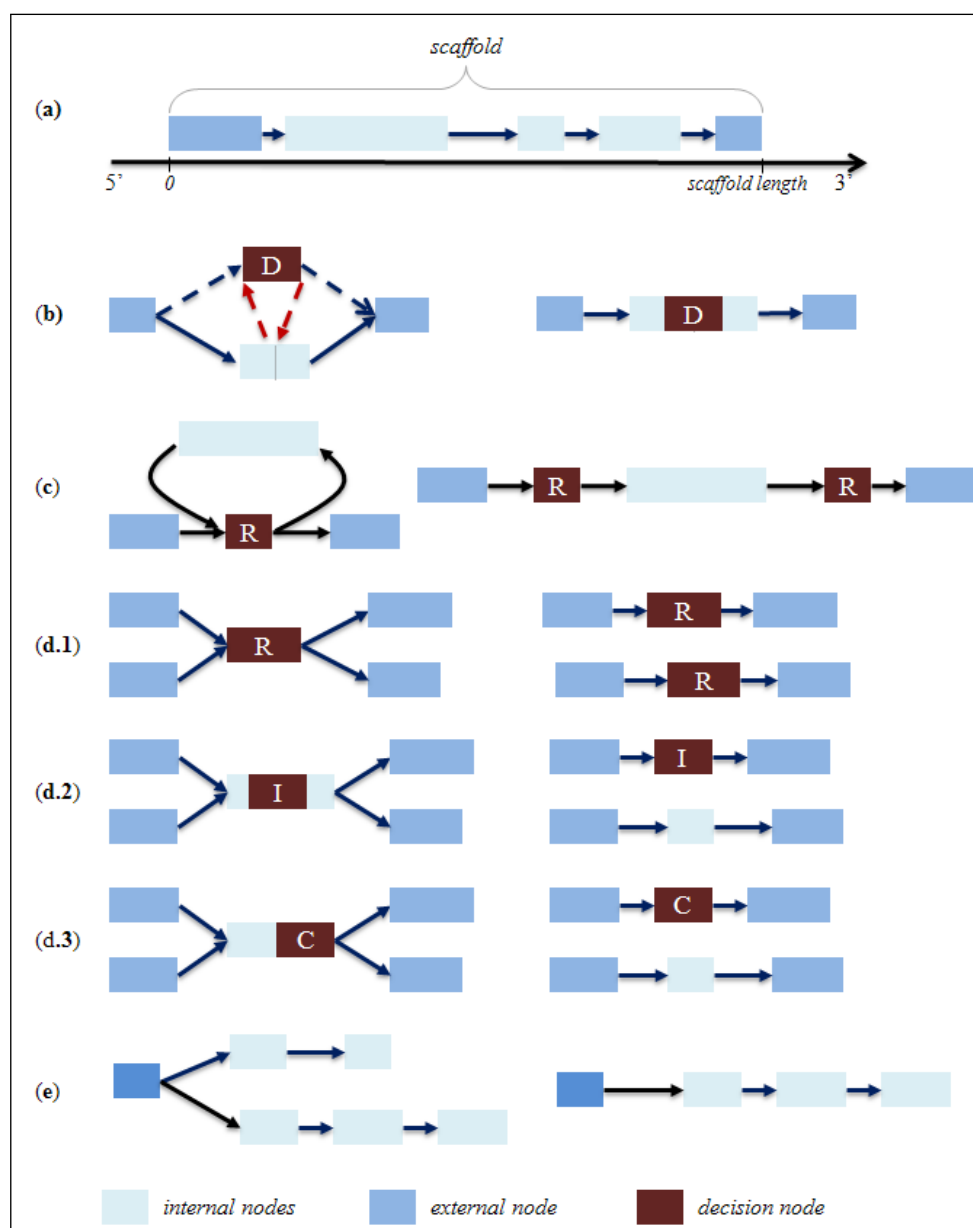 scaffold
(a)
5’ 0 scaffold length 3’
D
(b) D
(c) R R
R
(d.1) R R
R
(d.2) I I
(d.3) C C
(e)
internal nodes external node decision node